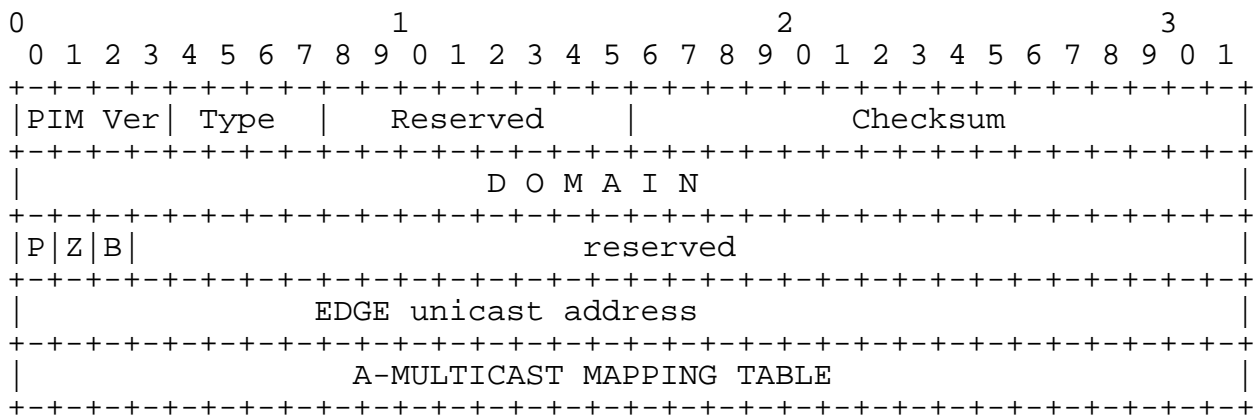 0                   1                   2                   3
 0 1 2 3 4 5 6 7 8 9 0 1 2 3 4 5 6 7 8 9 0 1 2 3 4 5 6 7 8 9 0 1
+-+-+-+-+-+-+-+-+-+-+-+-+-+-+-+-+-+-+-+-+-+-+-+-+-+-+-+-+-+-+-+-+
|PIM Ver| Type  |   Reserved    |           Checksum            |
+-+-+-+-+-+-+-+-+-+-+-+-+-+-+-+-+-+-+-+-+-+-+-+-+-+-+-+-+-+-+-+-+
|                        D O M A I N                            |
+-+-+-+-+-+-+-+-+-+-+-+-+-+-+-+-+-+-+-+-+-+-+-+-+-+-+-+-+-+-+-+-+
|P|Z|B|                       reserved                          |
+-+-+-+-+-+-+-+-+-+-+-+-+-+-+-+-+-+-+-+-+-+-+-+-+-+-+-+-+-+-+-+-+
|               EDGE unicast address                            |
+-+-+-+-+-+-+-+-+-+-+-+-+-+-+-+-+-+-+-+-+-+-+-+-+-+-+-+-+-+-+-+-+
|                 A-MULTICAST MAPPING TABLE                     |
+-+-+-+-+-+-+-+-+-+-+-+-+-+-+-+-+-+-+-+-+-+-+-+-+-+-+-+-+-+-+-+-+